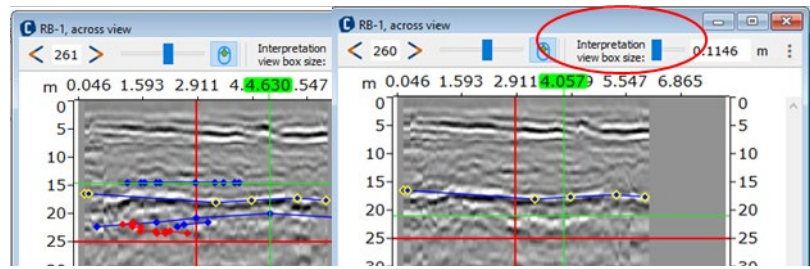 RB-1, across view
261
Interpretation
view box size:
m 0.046 1.593 2.911 4.4.630 .547
0
5
10
15
20
25
RB-1, across view
260
Interpretation
view box size:
0.1146 m
m 0.046 1.593 2.911 4.0579 5.547 6.865
0 0
5 5
10 10
15 15
20 20
25 25
30 30